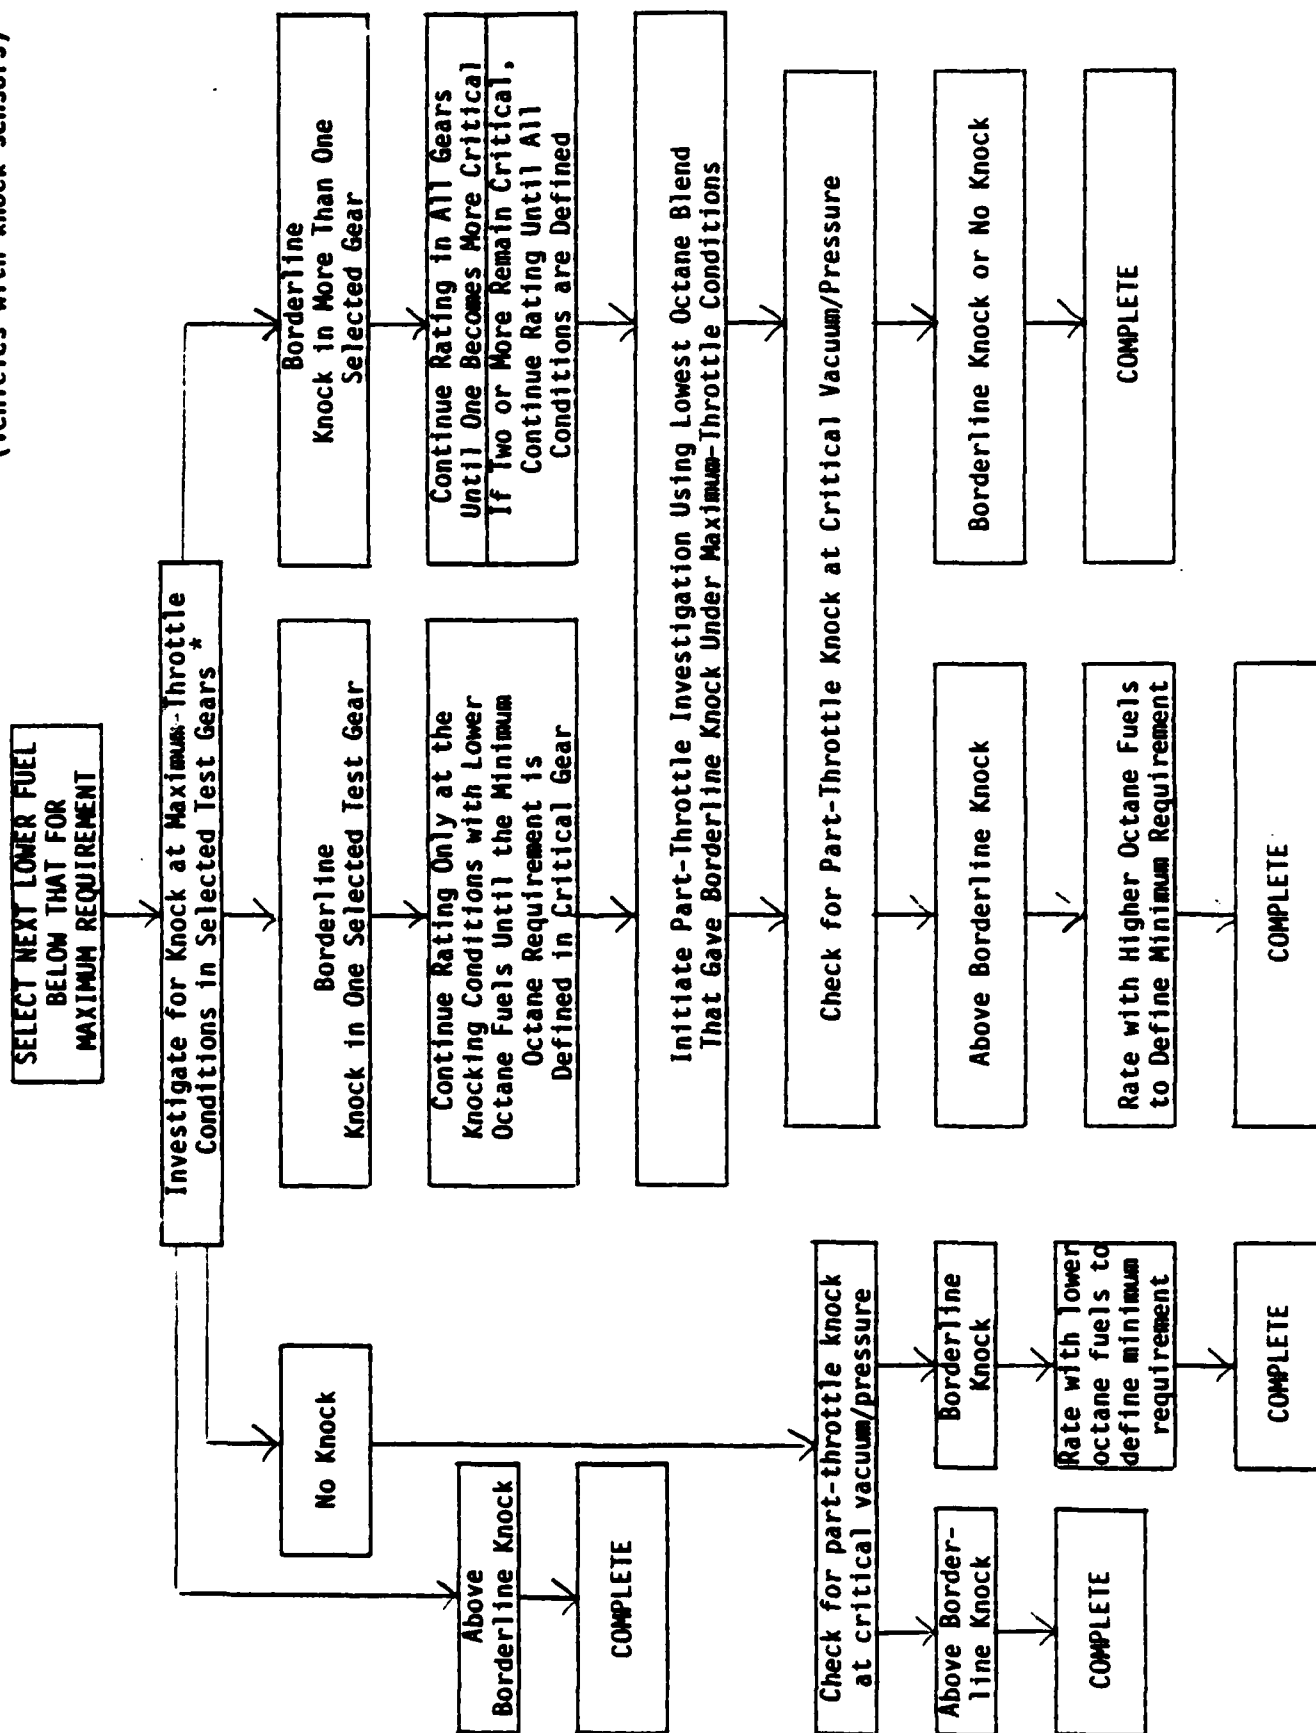 (Vehicles with knock sensors)
SELECT NEXT LOWER FUEL
BELOW THAT FOR
MAXIMUM REQUIREMENT
Investigate for Knock at Maximum-Throttle
Conditions in Selected Test Gears *
Above
Borderline Knock
COMPLETE
No Knock
Check for part-throttle knock
at critical vacuum/pressure
Above Border-
line Knock
COMPLETE
Borderline
Knock
Rate with lower
octane fuels to
define minimum
requirement
COMPLETE
Borderline
Knock in One Selected Test Gear
Continue Rating Only at the
Knocking Conditions with Lower
Octane Fuels Until the Minimum
Octane Requirement is
Defined in Critical Gear
Borderline
Knock in More Than One
Selected Gear
Continue Rating in All Gears
Until One Becomes More Critical
If Two or More Remain Critical,
Continue Rating Until All
Conditions are Defined
Initiate Part-Throttle Investigation Using Lowest Octane Blend
That Gave Borderline Knock Under Maximum-Throttle Conditions
Check for Part-Throttle Knock at Critical Vacuum/Pressure
Above Borderline Knock
Rate with Higher Octane Fuels
to Define Minimum Requirement
COMPLETE
Borderline Knock or No Knock
COMPLETE